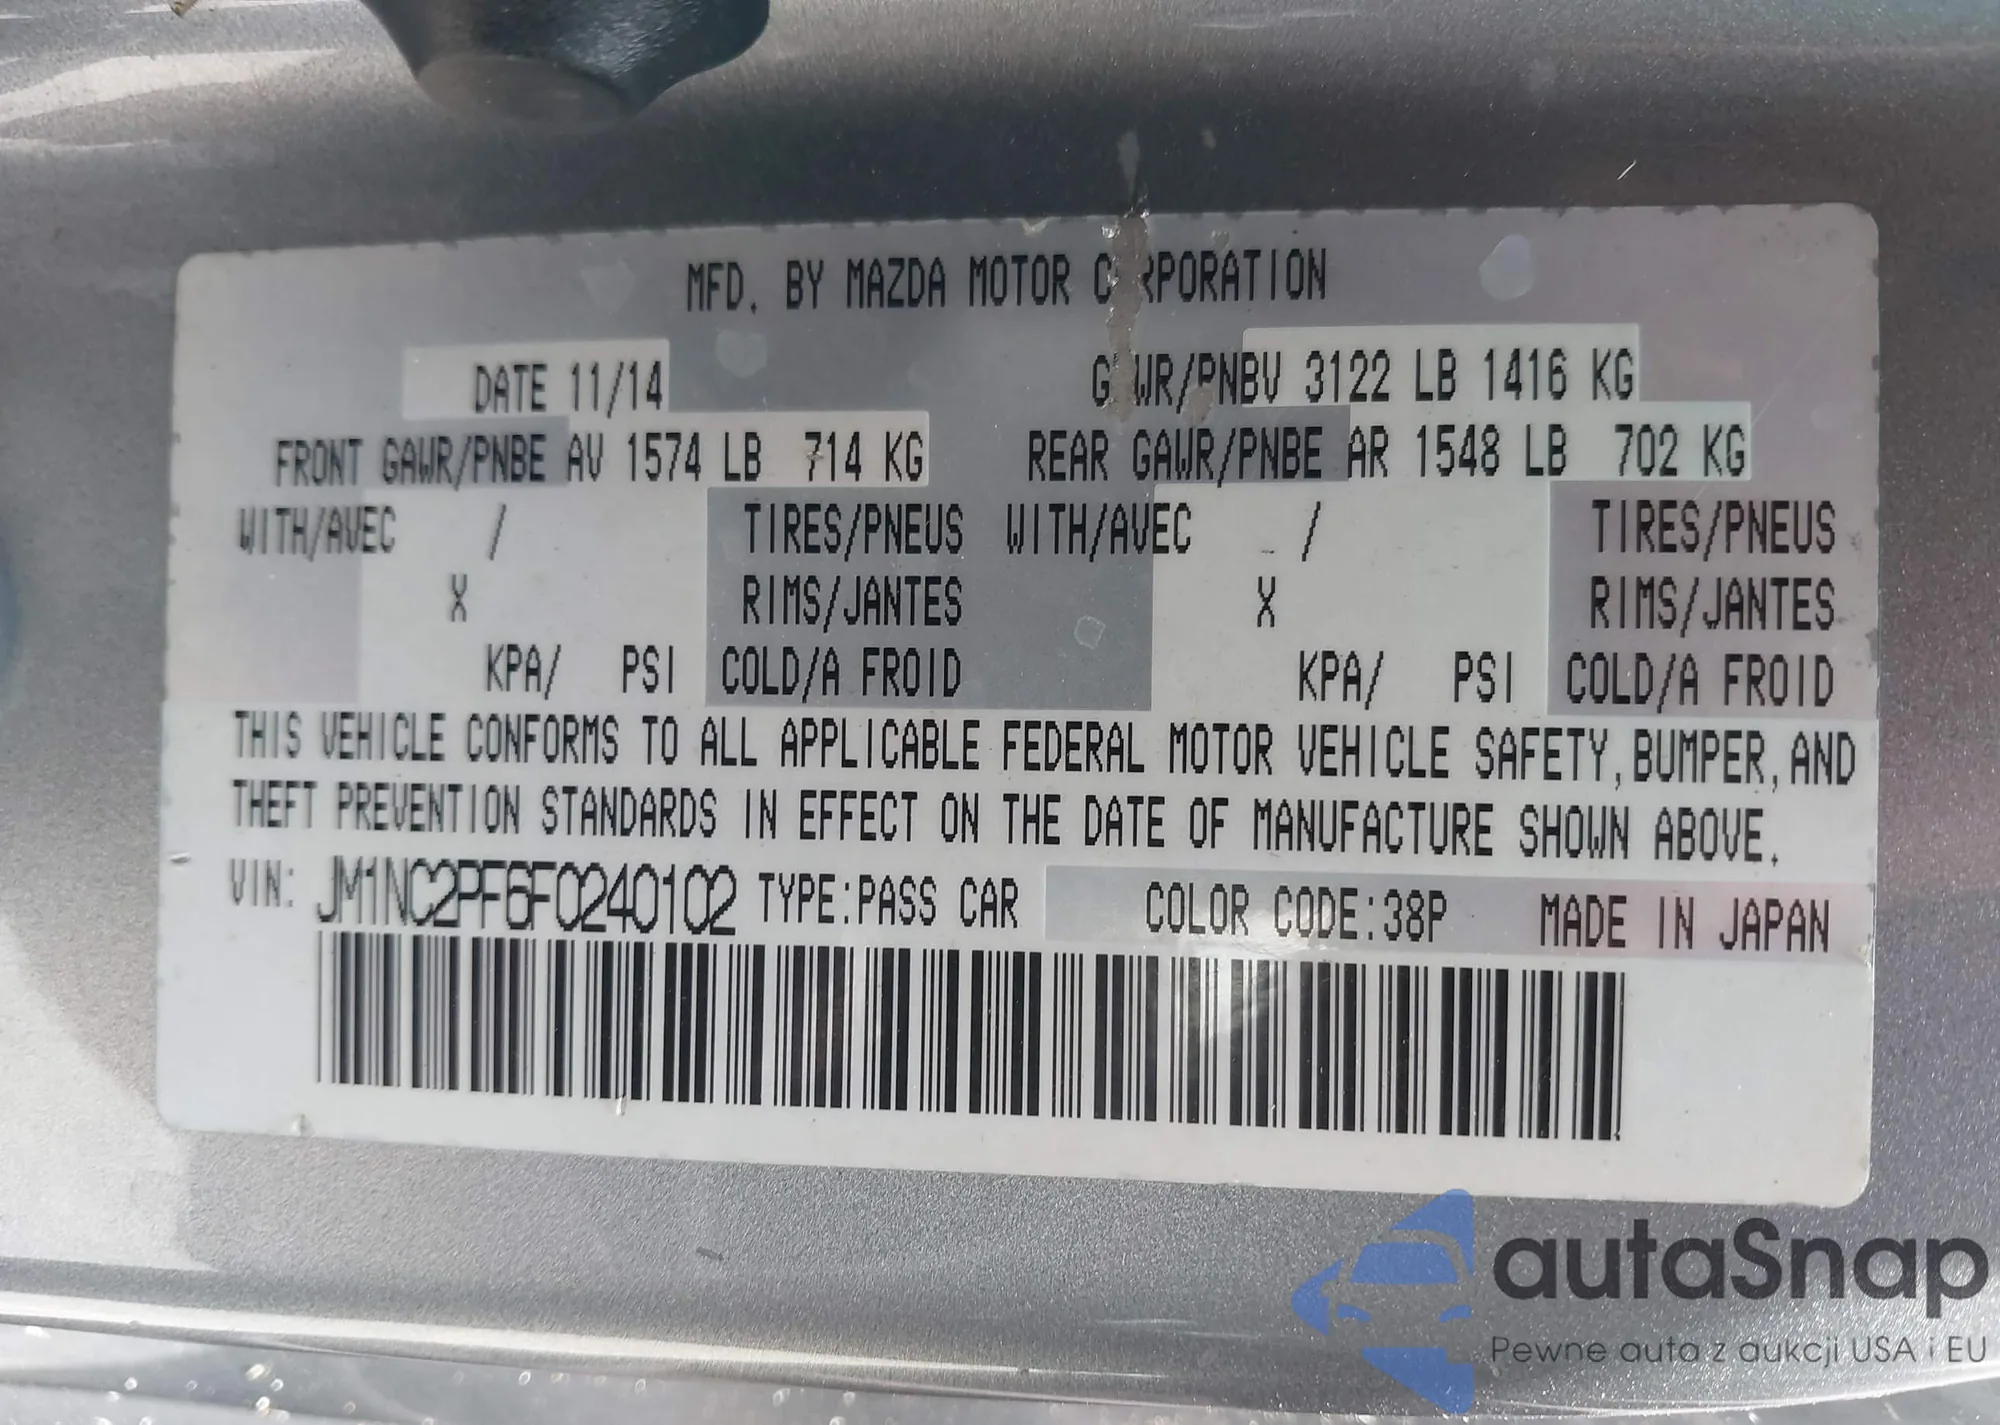 MFD. BY MAZDA MOTOR C RPORATION
DATE 11/14 G WR/PNBV 3122 LB 1416 KG
FRONT GAWR/PNBE AV 1574 LB 714 KG REAR GAWR/PNBE AR 1548 LB 702 KG
WITH/AVEC / TIRES/PNEUS WITH/AVEC / TIRES/PNEUS
X RIMS/JANTES X RIMS/JANTES
KPA/ PSI COLD/A FROID KPA/ PSI COLD/A FROID
THIS VEHICLE CONFORMS TO ALL APPLICABLE FEDERAL MOTOR VEHICLE SAFETY, BUMPER, AND
THEFT PREVENTION STANDARDS IN EFFECT ON THE DATE OF MANUFACTURE SHOWN ABOVE.
VIN: JM1NC2PF6F0240102 TYPE:PASS CAR COLOR CODE:38P MADE IN JAPAN
autaSnap
Pewne auta z aukcji USA i EU